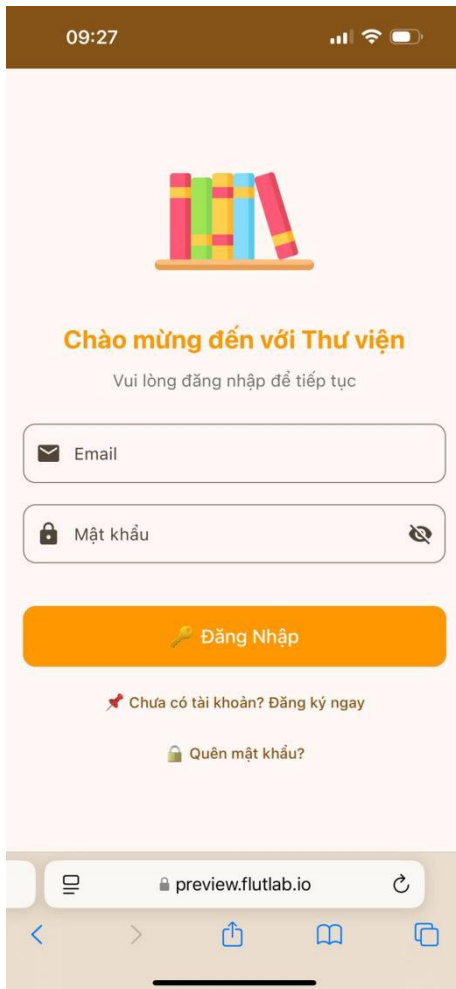 09:27
Chào mừng đến với Thư viện
Vui lòng đăng nhập để tiếp tục
Email
Mật khẩu
🔑 Đăng Nhập
📌 Chưa có tài khoản? Đăng ký ngay
🔒 Quên mật khẩu?
preview.flutlab.io